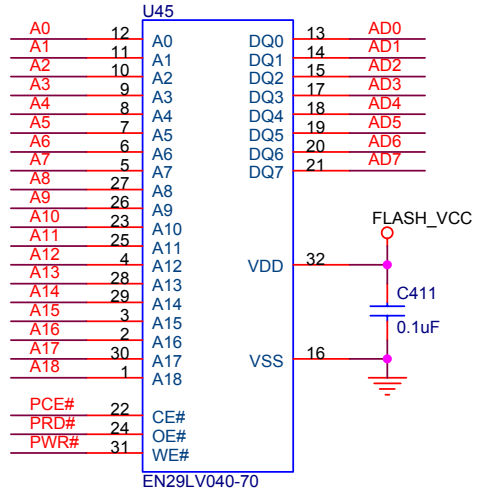 U45
A0 12 A0 DQ0 13 AD0
A1 11 A1 DQ1 14 AD1
A2 10 A2 DQ2 15 AD2
A3 9 A3 DQ3 17 AD3
A4 8 A4 DQ4 18 AD4
A5 7 A5 DQ5 19 AD5
A6 6 A6 DQ6 20 AD6
A7 5 A7 DQ7 21 AD7
A8 27 A8
A9 26 A9
A10 23 A10
A11 25 A11
A12 4 A12
A13 28 A13
A14 29 A14
A15 3 A15
A16 2 A16
A17 30 A17
A18 1 A18
FLASH_VCC
VDD 32
C411
0.1uF
VSS 16
PCE# 22 CE#
PRD# 24 OE#
PWR# 31 WE#
EN29LV040-70